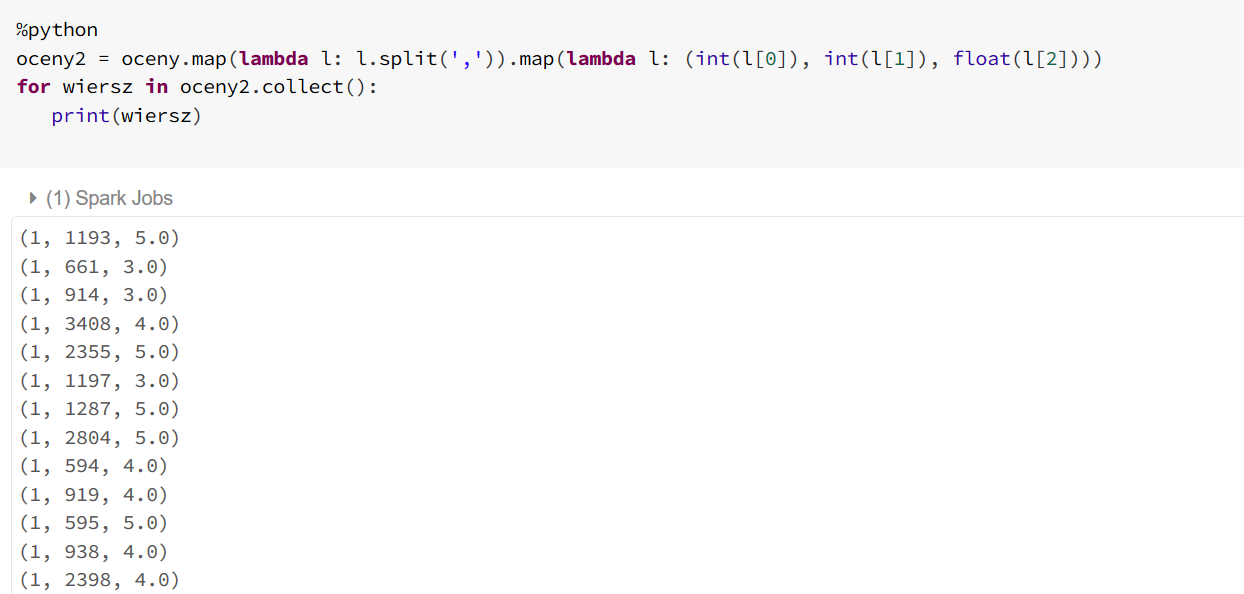 %python
oceny2 = oceny.map(lambda l: l.split(',')).map(lambda l: (int(l[0]), int(l[1]), float(l[2])))
for wiersz in oceny2.collect():
   print(wiersz)
(1) Spark Jobs
(1, 1193, 5.0)
(1, 661, 3.0)
(1, 914, 3.0)
(1, 3408, 4.0)
(1, 2355, 5.0)
(1, 1197, 3.0)
(1, 1287, 5.0)
(1, 2804, 5.0)
(1, 594, 4.0)
(1, 919, 4.0)
(1, 595, 5.0)
(1, 938, 4.0)
(1, 2398, 4.0)